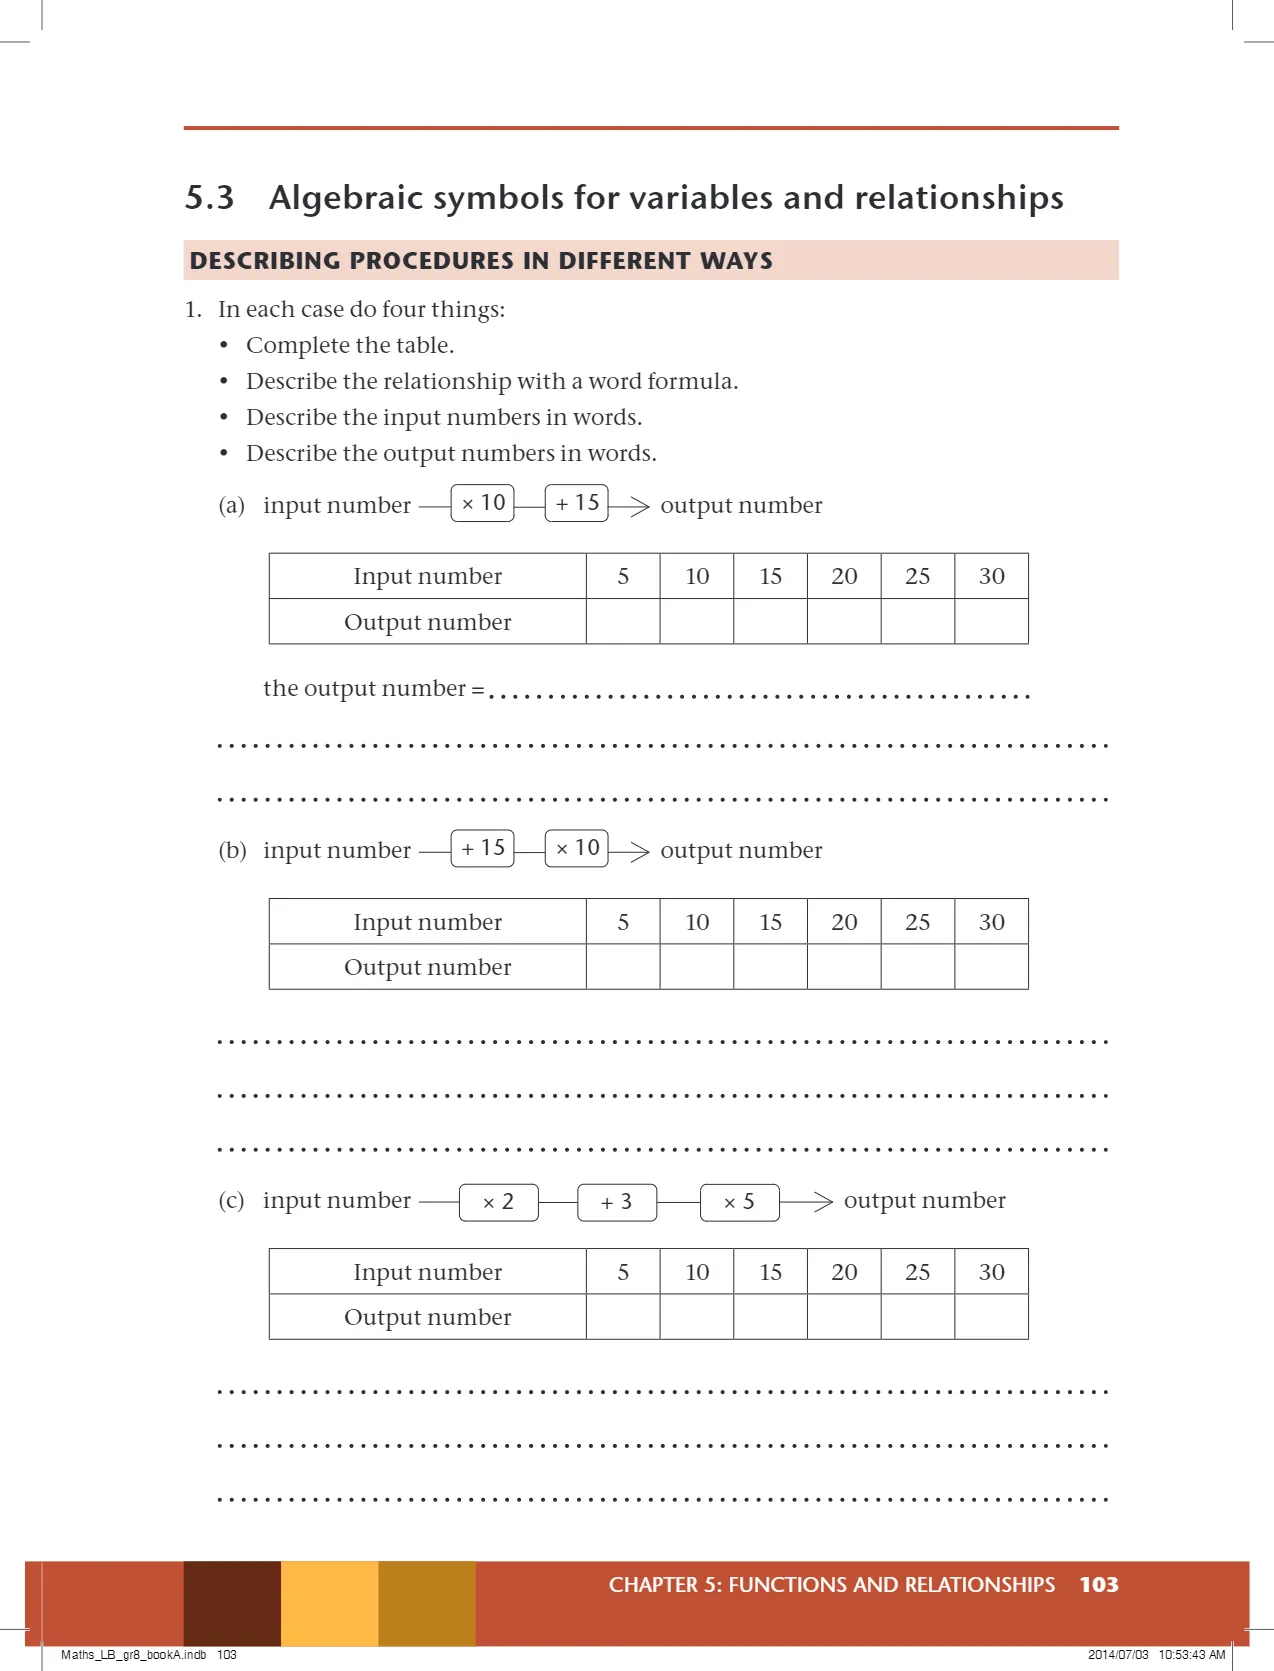 5.3 Algebraic symbols for variables and relationships
DESCRIBING PROCEDURES IN DIFFERENT WAYS
1. In each case do four things:
• Complete the table.
• Describe the relationship with a word formula.
• Describe the input numbers in words.
• Describe the output numbers in words.
(a) input number × 10 + 15 output number
Input number 5 10 15 20 25 30
Output number
the output number = ..............................................
...........................................................................
...........................................................................
(b) input number + 15 × 10 output number
Input number 5 10 15 20 25 30
Output number
...........................................................................
...........................................................................
...........................................................................
(c) input number × 2 + 3 × 5 output number
Input number 5 10 15 20 25 30
Output number
...........................................................................
...........................................................................
...........................................................................
CHAPTER 5: FUNCTIONS AND RELATIONSHIPS 103
Maths_LB_gr8_bookA.indb 103 2014/07/03 10:53:43 AM